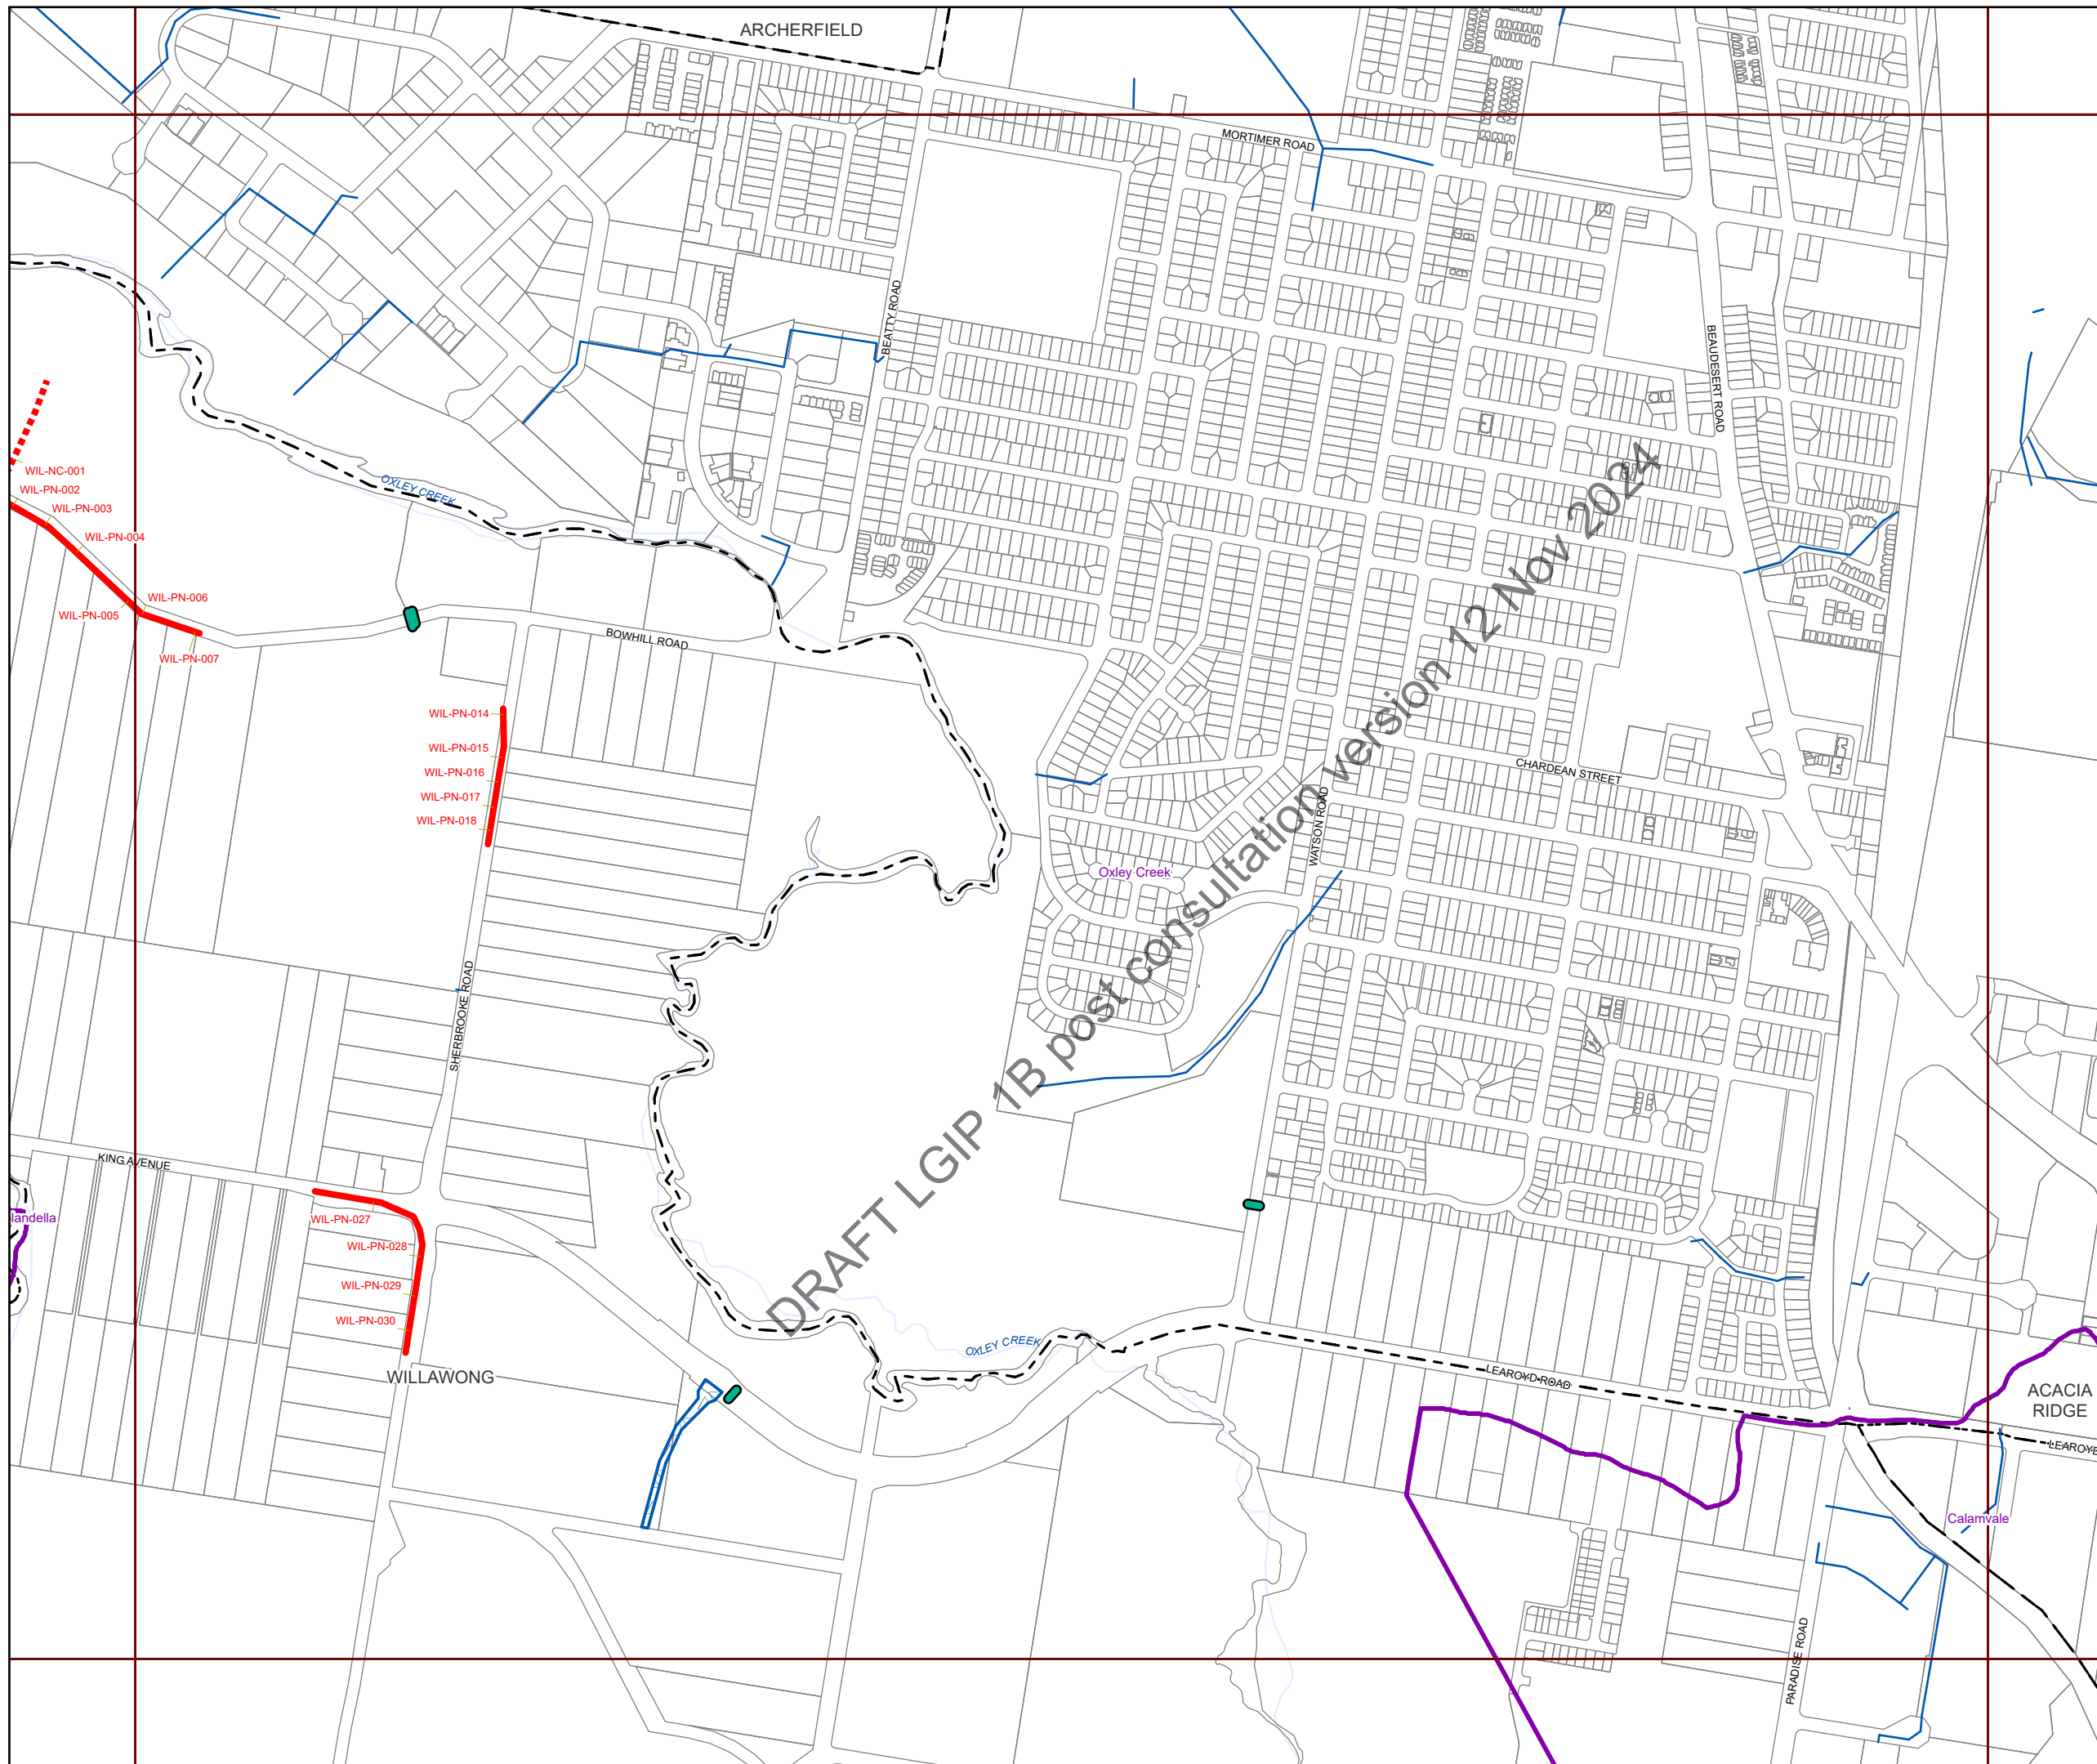 ARCHERFIELD
MORTIMER ROAD
BEATTY ROAD
BEAUDESERT ROAD
WIL-NC-001
WIL-PN-002
WIL-PN-003
WIL-PN-004
OXLEY CREEK
WIL-PN-005
WIL-PN-006
WIL-PN-007
BOWHILL ROAD
WIL-PN-014
WIL-PN-015
WIL-PN-016
WIL-PN-017
WIL-PN-018
CHARDEAN STREET
WATSON ROAD
Oxley Creek
DRAFT LGIP 1B post consultation version 12 Nov 2024
SHERBROOKE ROAD
KING AVENUE
landella
WIL-PN-027
WIL-PN-028
WIL-PN-029
WIL-PN-030
WILLAWONG
OXLEY CREEK
LEAROYD ROAD
ACACIA
RIDGE
LEAROYD
Calamvale
PARADISE ROAD